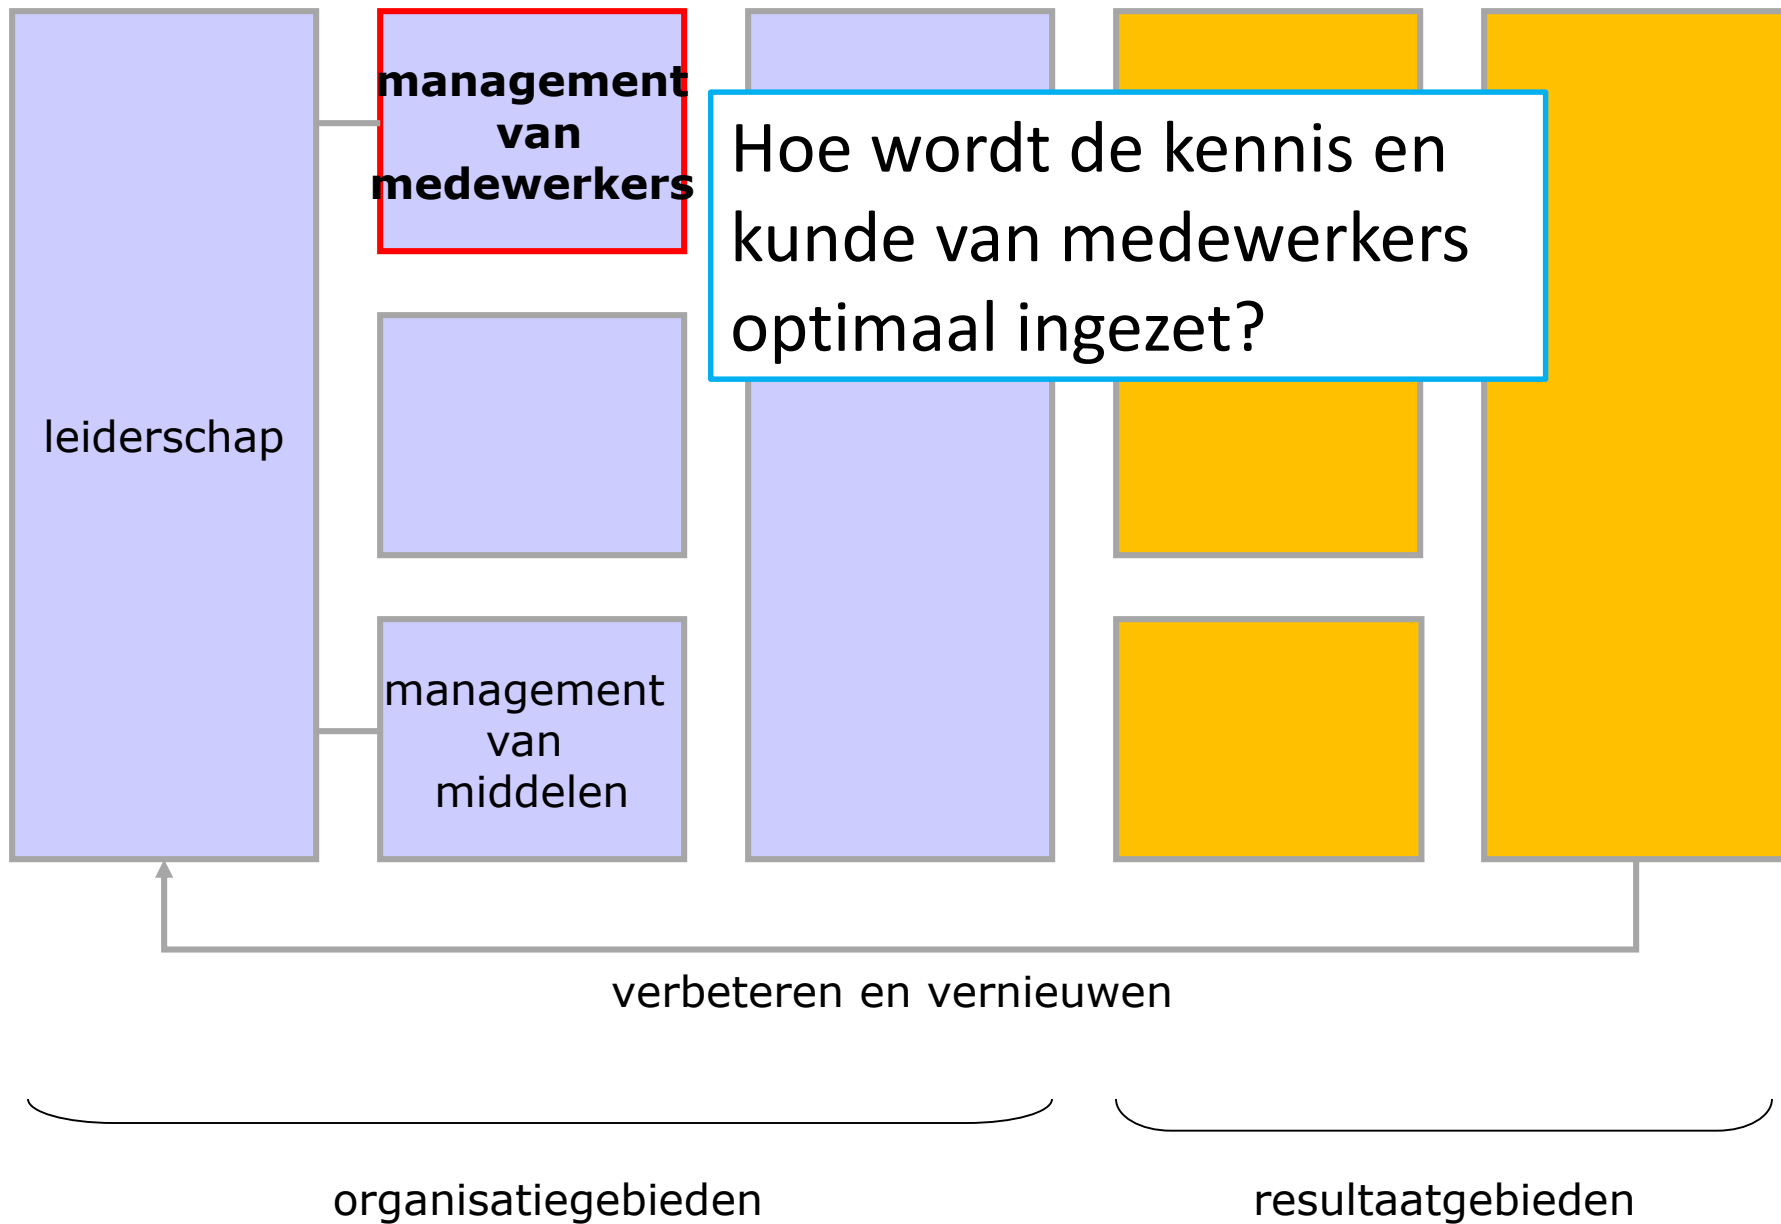 management
van
medewerkers
Hoe wordt de kennis en
kunde van medewerkers
optimaal ingezet?
leiderschap
management
van
middelen
verbeteren en vernieuwen
organisatiegebieden
resultaatgebieden